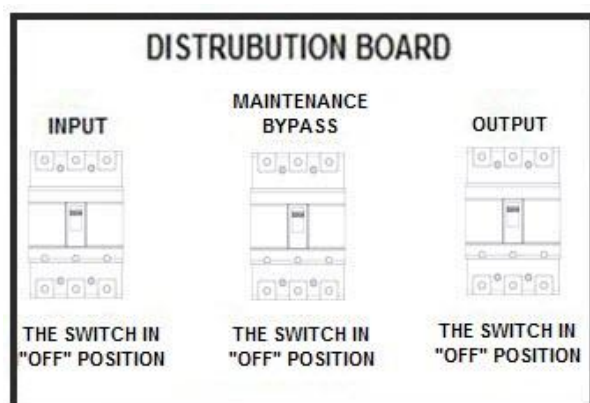 DISTRUBUTION BOARD
INPUT
MAINTENANCE
BYPASS
OUTPUT
THE SWITCH IN
"OFF" POSITION
THE SWITCH IN
"OFF" POSITION
THE SWITCH IN
"OFF" POSITION